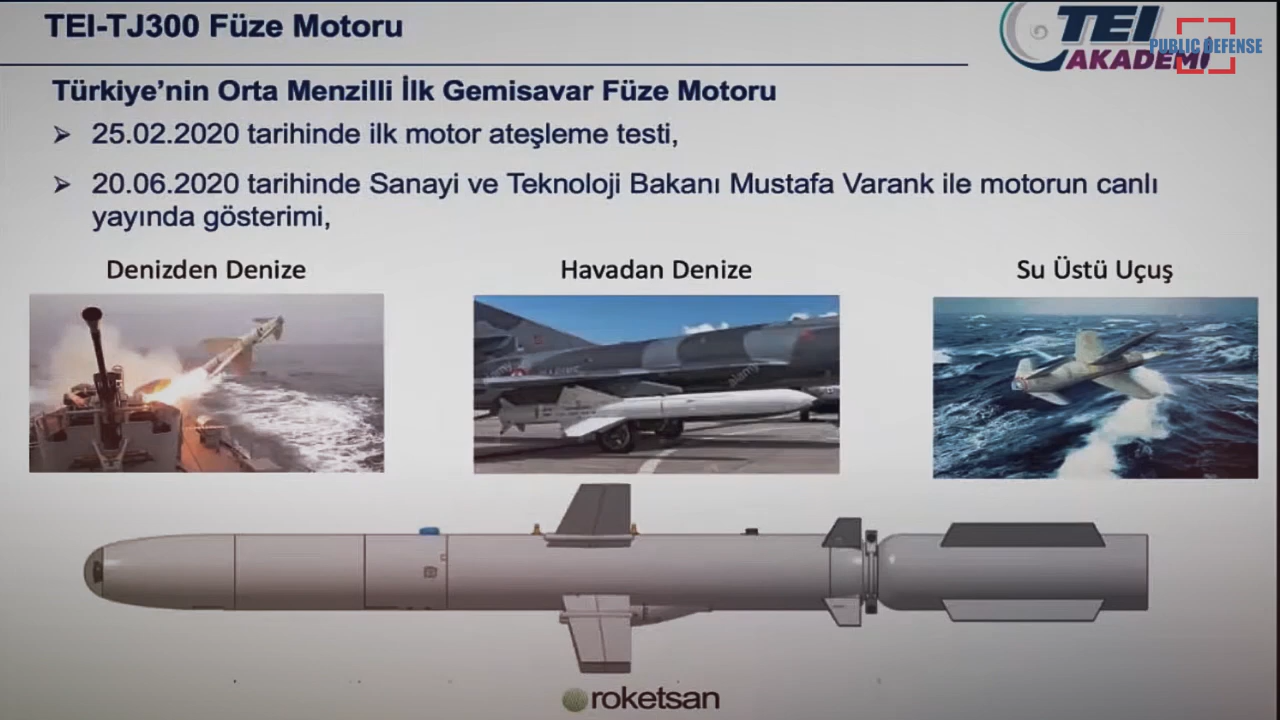 TEI-TJ300 Füze Motoru
TEI
AKADEMİ
PUBLIC DEFENSE
Türkiye’nin Orta Menzilli İlk Gemisavar Füze Motoru
25.02.2020 tarihinde ilk motor ateşleme testi,
20.06.2020 tarihinde Sanayi ve Teknoloji Bakanı Mustafa Varank ile motorun canlı
yayında gösterimi,
Denizden Denize
Havadan Denize
Su Üstü Uçuş
alamy
roketsan